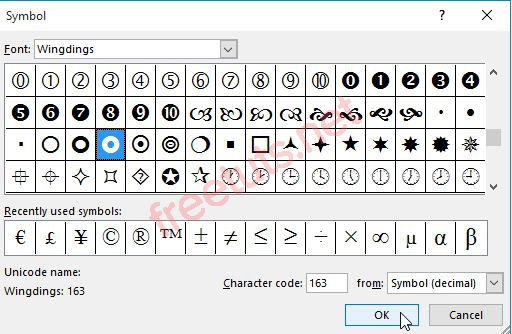 Symbol
? ×
Font: Wingdings
⓪ ① ② ③ ④ ⑤ ⑥ ⑦ ⑧ ⑨ ⑩ ⓿ ❶ ❷ ❸ ❹
❺ ❻ ❼ ❽ ❾ ❿
freetuts.net
Recently used symbols:
€ £ ¥ © ® ™ ± ≠ ≤ ≥ ÷ × ∞ µ α β
Unicode name:
Wingdings: 163
Character code: 163 from: Symbol (decimal)
OK Cancel